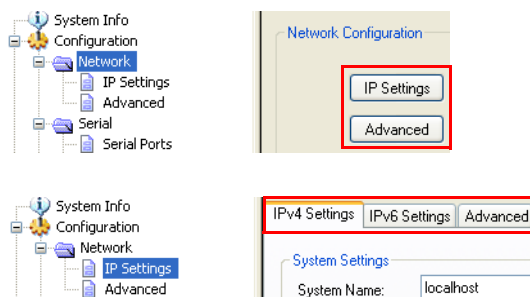 System Info
Configuration
Network
IP Settings
Advanced
Serial
Serial Ports
Network Configuration
IP Settings
Advanced
System Info
Configuration
Network
IP Settings
Advanced
IPv4 Settings IPv6 Settings Advanced
System Settings
System Name: localhost